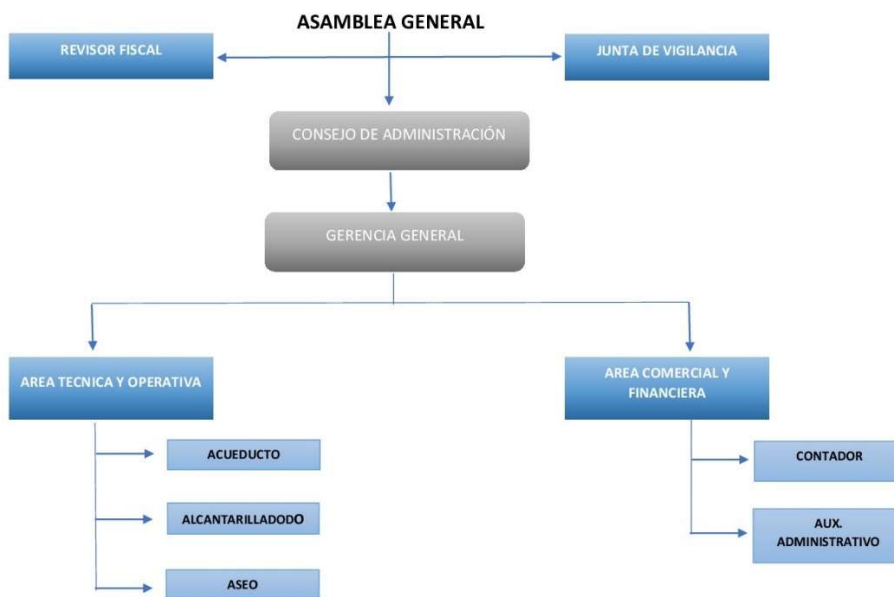 ASAMBLEA GENERAL
REVISOR FISCAL
JUNTA DE VIGILANCIA
CONSEJO DE ADMINISTRACIÓN
GERENCIA GENERAL
AREA TECNICA Y OPERATIVA
AREA COMERCIAL Y
FINANCIERA
ACUEDUCTO
ALCANTARILLADODO
ASEO
CONTADOR
AUX.
ADMINISTRATIVO